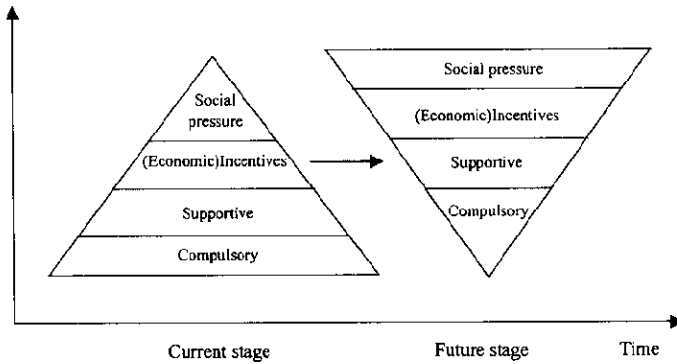 Social
pressure
(Economic)Incentives
Supportive
Compulsory
Social pressure
(Economic)Incentives
Supportive
Compulsory
Current stage
Future stage
Time